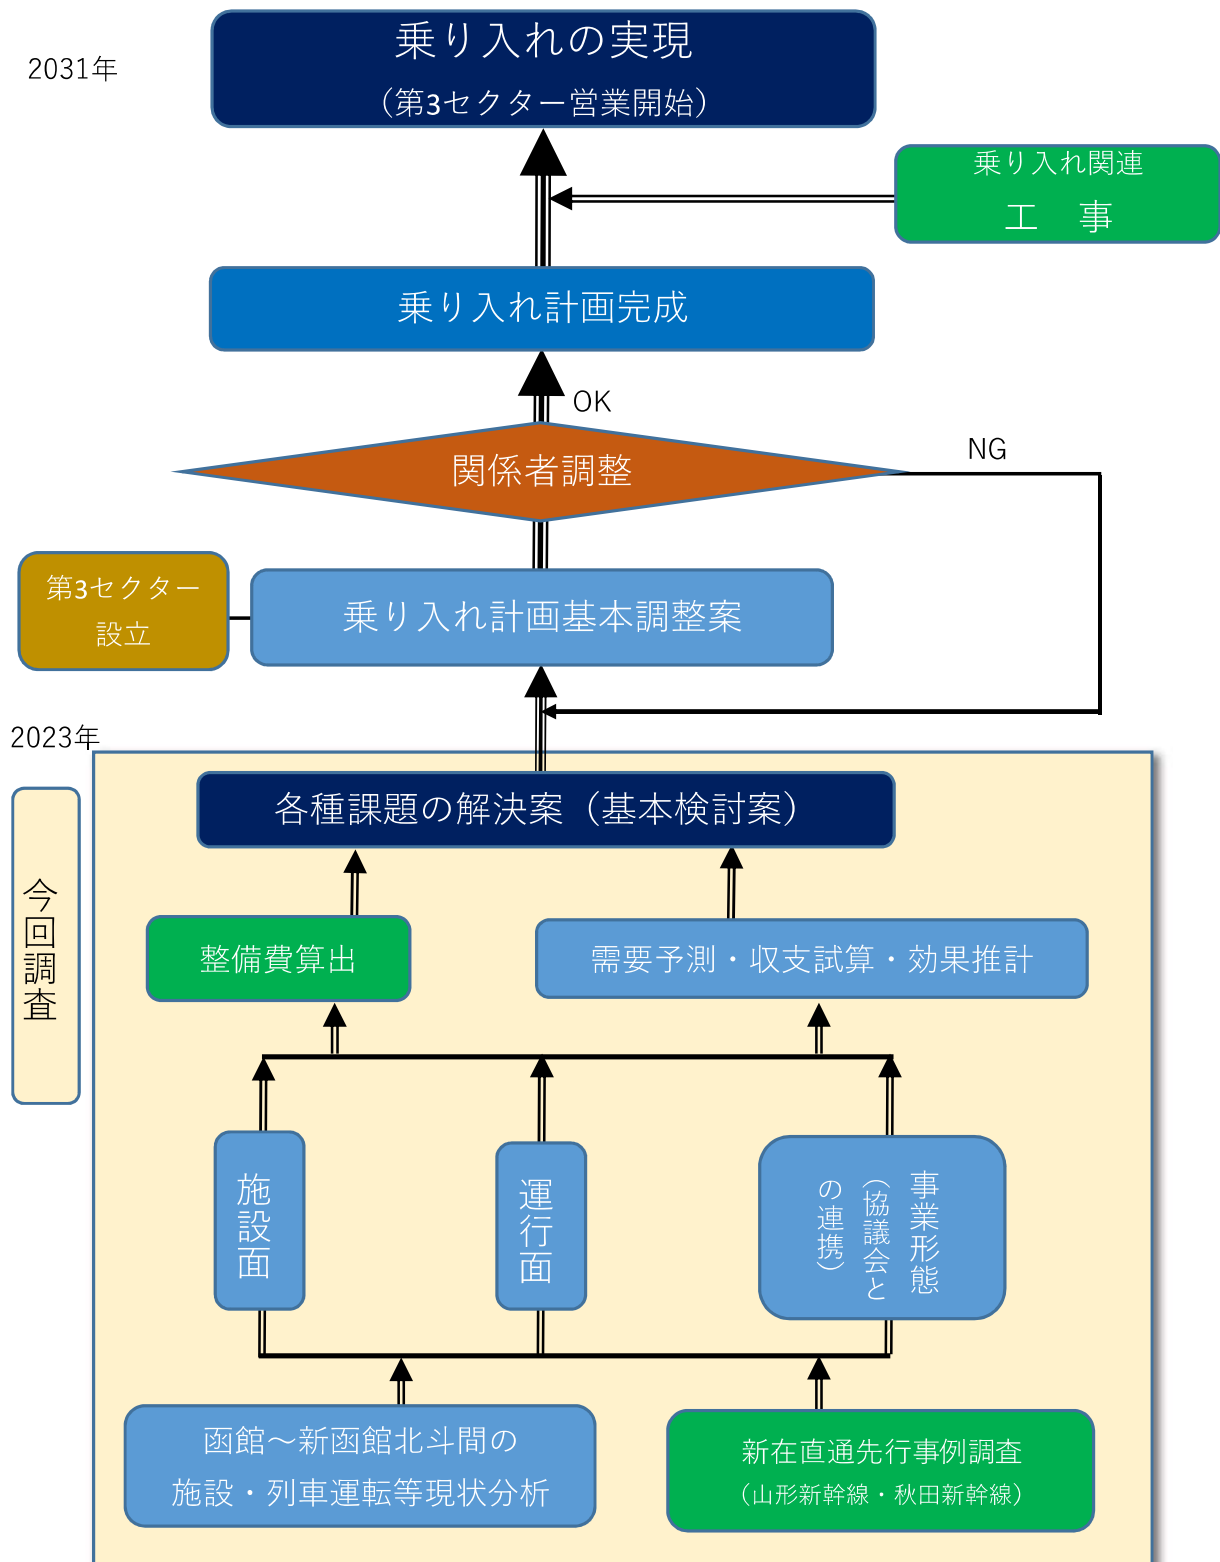 乗り入れの実現
（第3セクター営業開始）
2031年
乗り入れ関連
工　事
乗り入れ計画完成
OK
関係者調整
NG
第3セクター
設立
乗り入れ計画基本調整案
2023年
今回調査
各種課題の解決案（基本検討案）
整備費算出
需要予測・収支試算・効果推計
施設面
運行面
事業形態
（協議会と
の連携）
函館～新函館北斗間の
施設・列車運転等現状分析
新在直通先行事例調査
（山形新幹線・秋田新幹線）